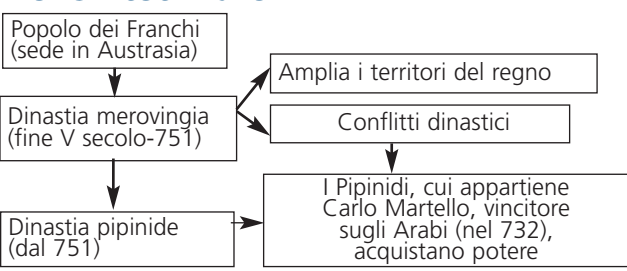 Popolo dei Franchi
(sede in Austrasia)
Amplia i territori del regno
Dinastia merovingia
(fine V secolo-751)
Conflitti dinastici
I Pipinidi, cui appartiene
Carlo Martello, vincitore
sugli Arabi (nel 732),
acquistano potere
Dinastia pipinide
(dal 751)